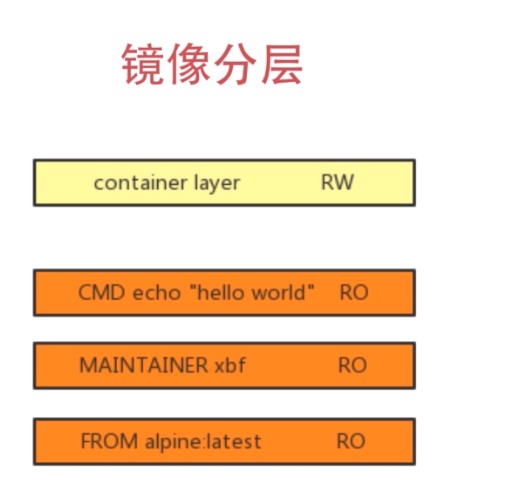 镜像分层
container layer RW
CMD echo "hello world" RO
MAINTAINER xbf RO
FROM alpine:latest RO